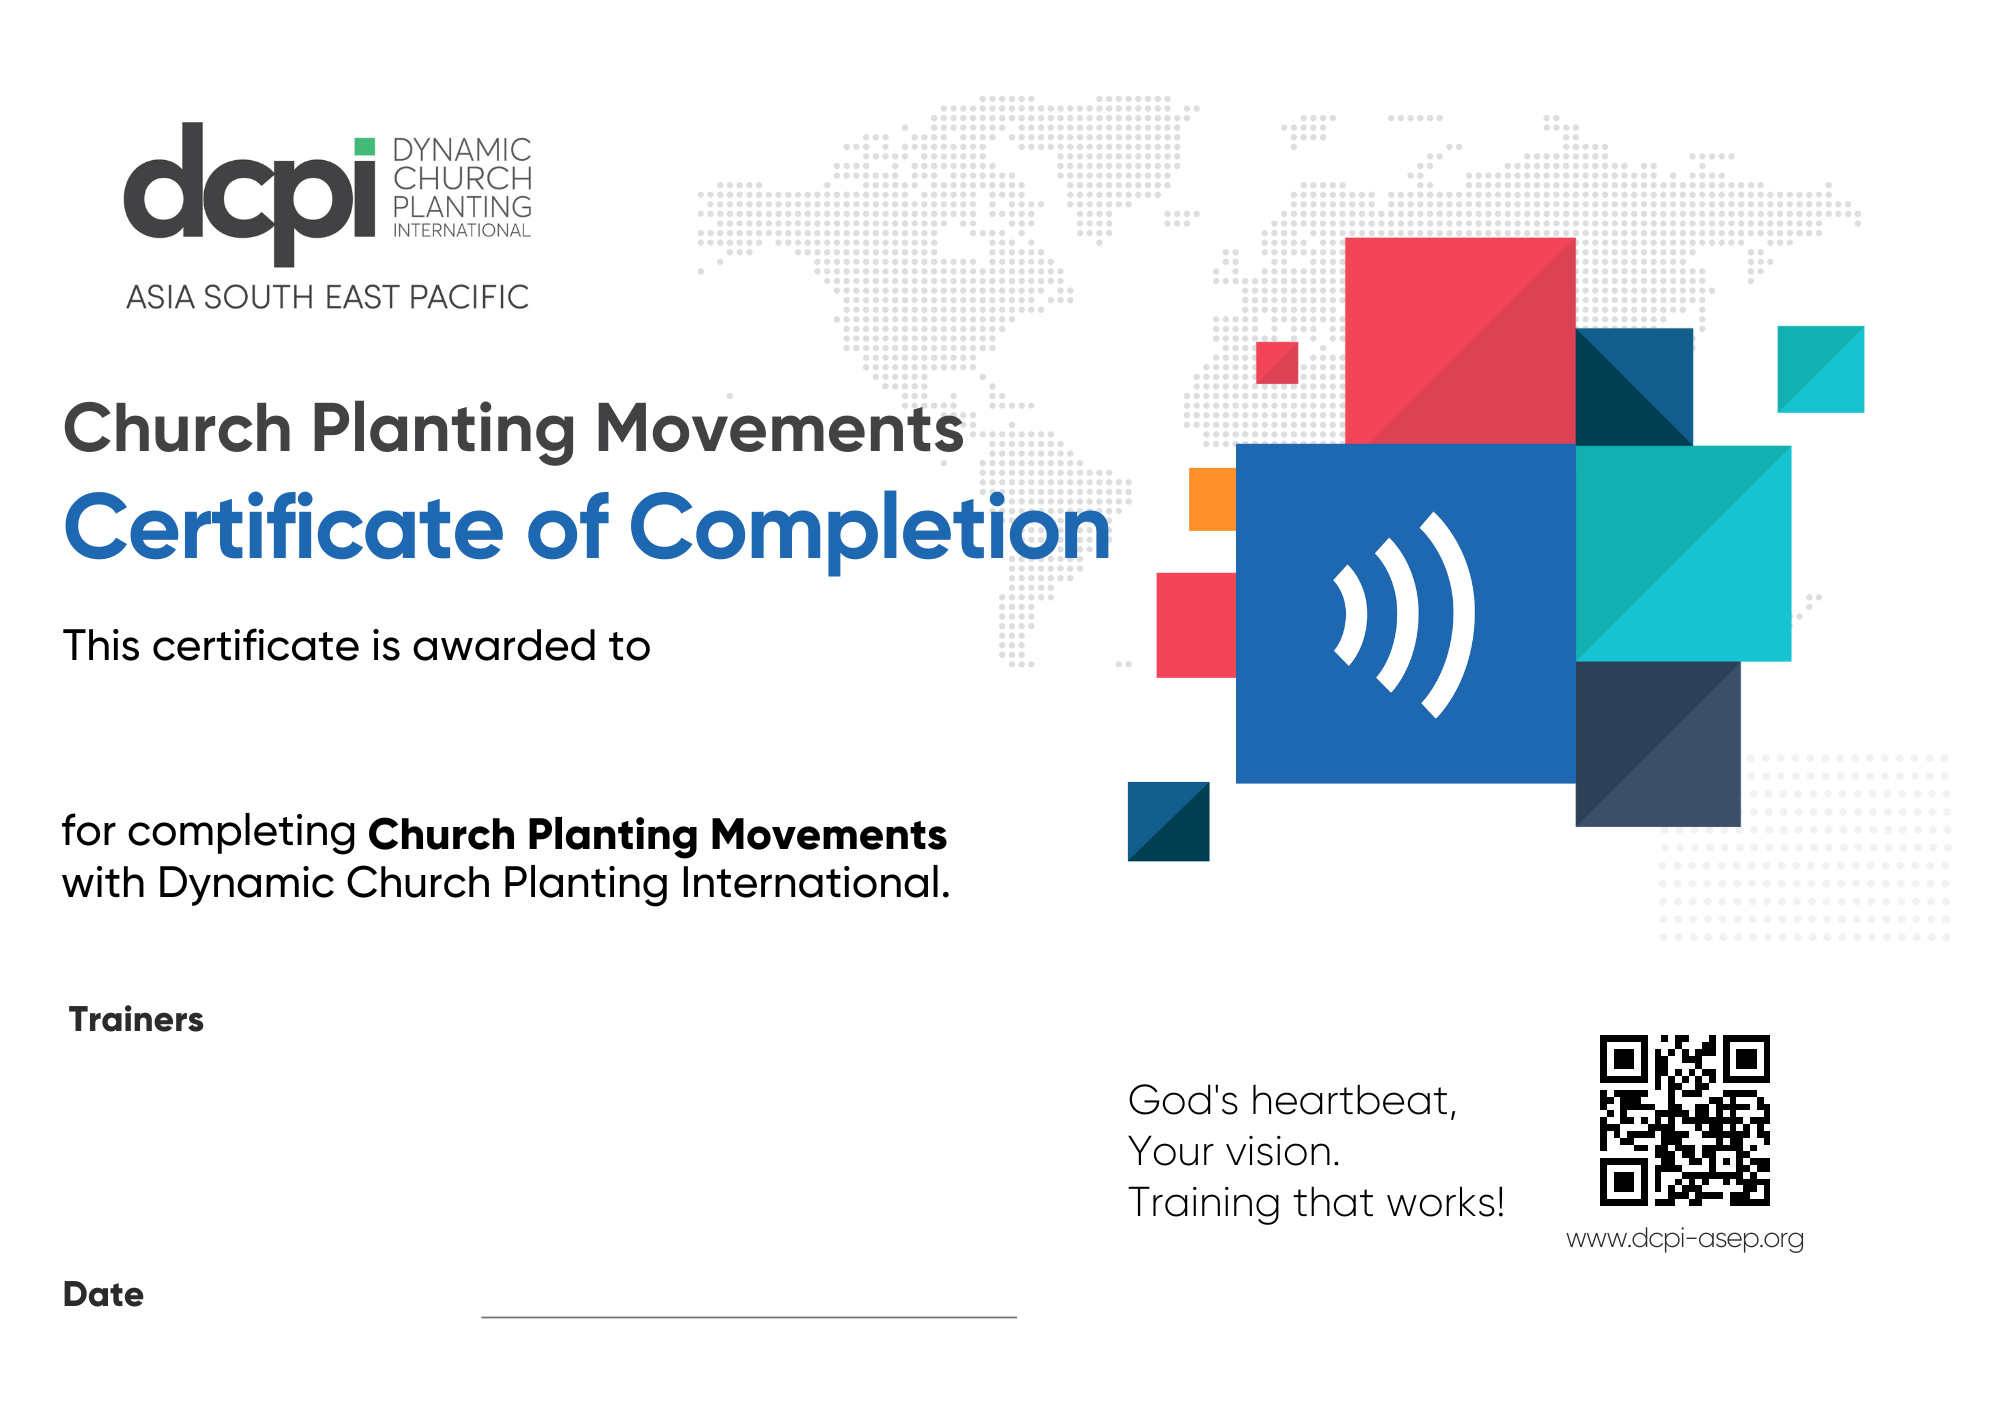 dcpi
DYNAMIC
CHURCH
PLANTING
INTERNATIONAL
ASIA SOUTH EAST PACIFIC
Church Planting Movements
Certificate of Completion
This certificate is awarded to
for completing Church Planting Movements
with Dynamic Church Planting International.
Trainers
God's heartbeat,
Your vision.
Training that works!
www.dcpi-asep.org
Date